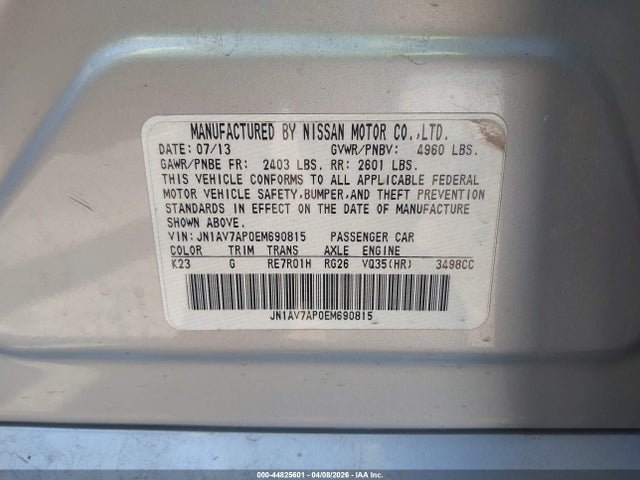 MANUFACTURED BY NISSAN MOTOR CO.,LTD.
DATE: 07/13 GVWR/PNBV: 4960 LBS.
GAWR/PNBE FR: 2403 LBS. RR: 2601 LBS.
THIS VEHICLE CONFORMS TO ALL APPLICABLE FEDERAL
MOTOR VEHICLE SAFETY, BUMPER, AND THEFT PREVENTION
STANDARDS IN EFFECT ON THE DATE OF MANUFACTURE
SHOWN ABOVE.
VIN: JN1AV7AP0EM690815 PASSENGER CAR
COLOR TRIM TRANS AXLE ENGINE
K23 G RE7R01H RG26 VQ35(HR) 3498CC
JN1AV7AP0EM690815
000-44825601 - 04/08/2026 - IAA Inc.